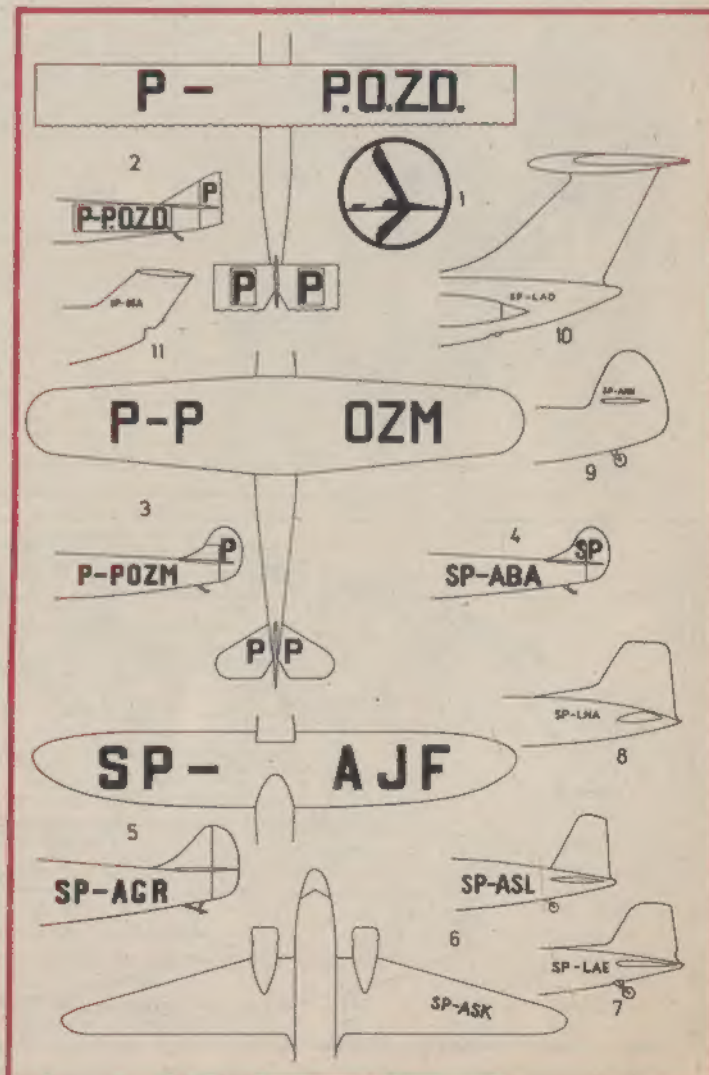 P- P.O.Z.D.
2
P-P.O.Z.D
P
1
P P
SP-LAD
10
11
P-P OZM
9
3
P-POZM
P
4
SP-ABA
SP
P P
SP-LNA
8
SP- AJF
5
SP-AGR
SP-ASL
6
SP-LAE
7
SP-ASK